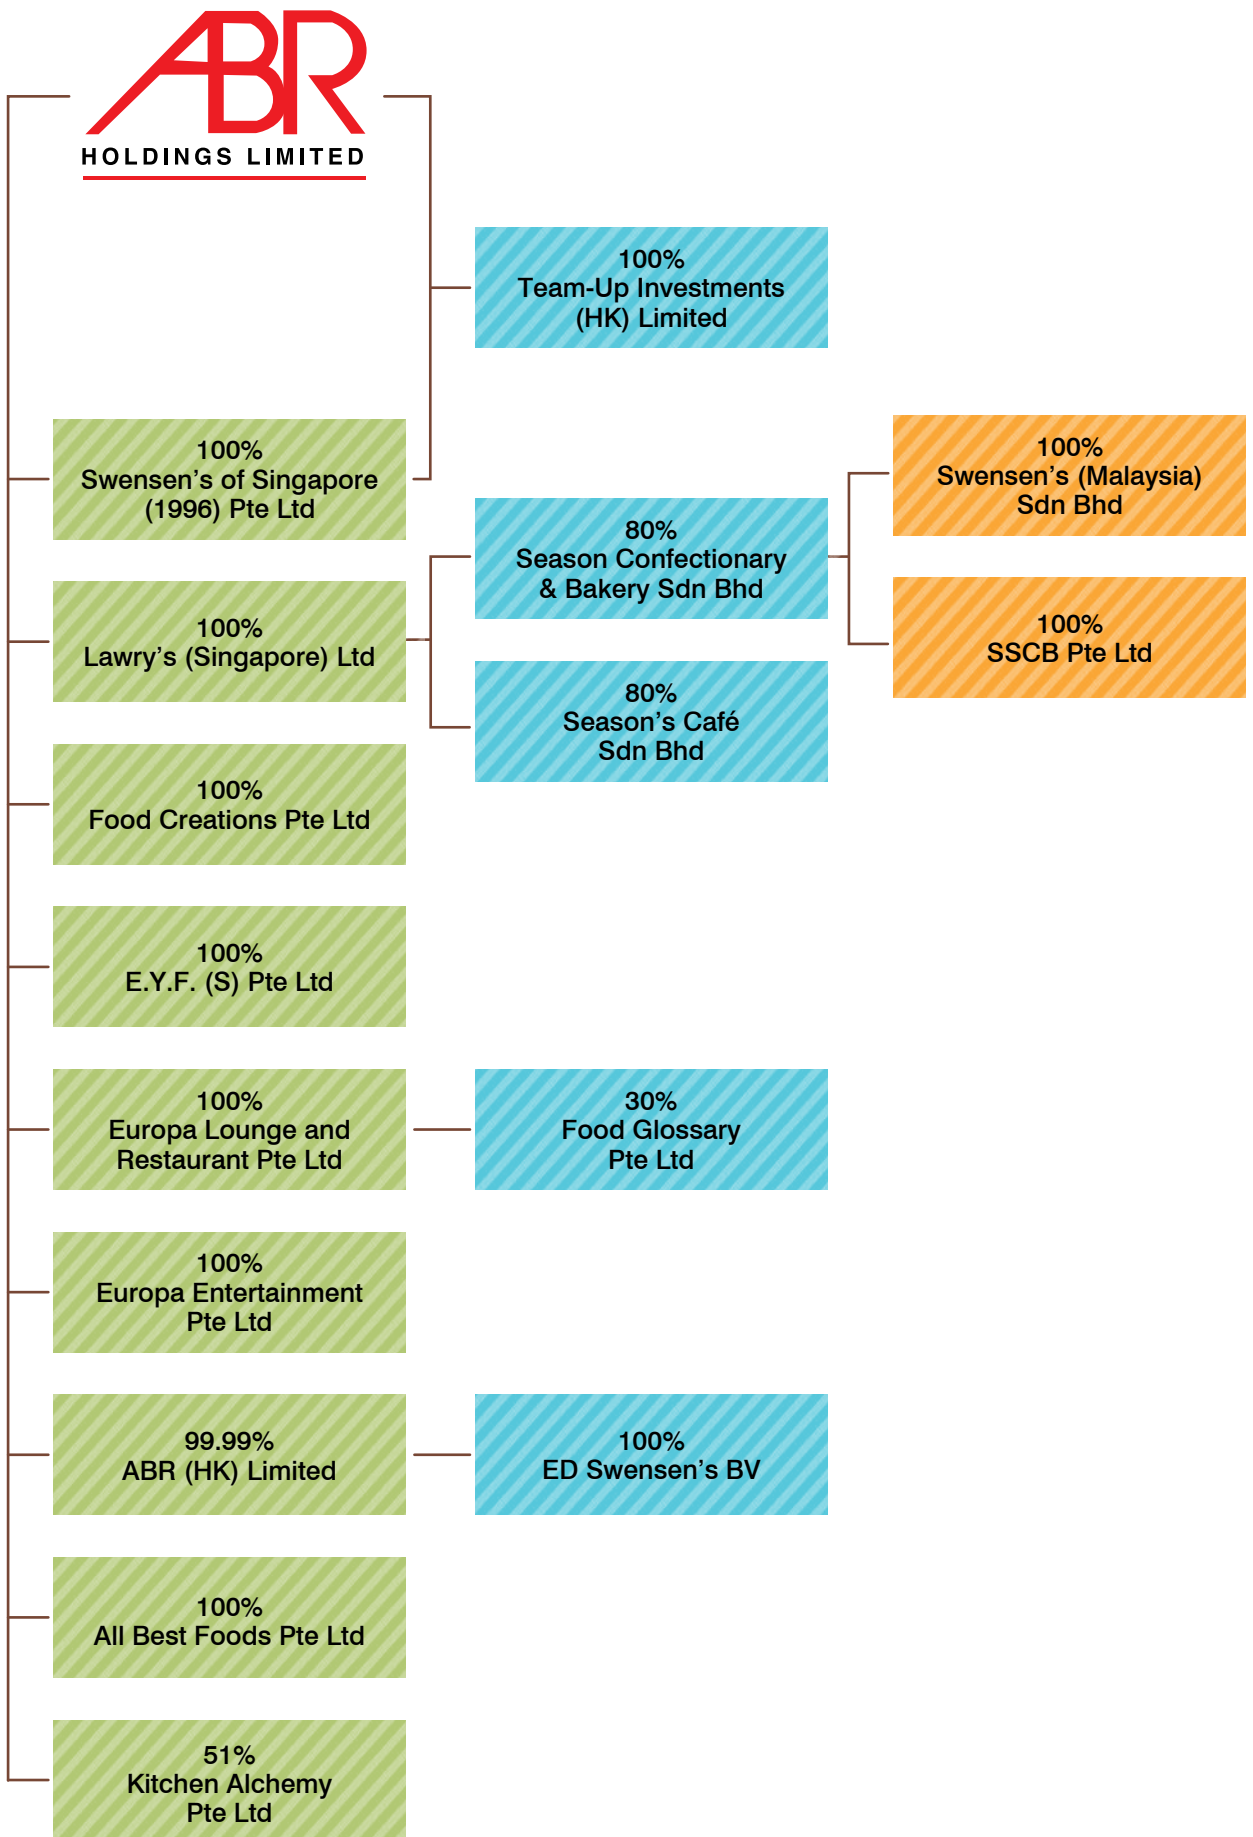 ABR
HOLDINGS LIMITED
100%
Team-Up Investments
(HK) Limited
100%
Swensen’s of Singapore
(1996) Pte Ltd
100%
Swensen’s (Malaysia)
Sdn Bhd
80%
Season Confectionary
& Bakery Sdn Bhd
100%
Lawry’s (Singapore) Ltd
100%
SSCB Pte Ltd
80%
Season’s Café
Sdn Bhd
100%
Food Creations Pte Ltd
100%
E.Y.F. (S) Pte Ltd
100%
Europa Lounge and
Restaurant Pte Ltd
30%
Food Glossary
Pte Ltd
100%
Europa Entertainment
Pte Ltd
99.99%
ABR (HK) Limited
100%
ED Swensen’s BV
100%
All Best Foods Pte Ltd
51%
Kitchen Alchemy
Pte Ltd